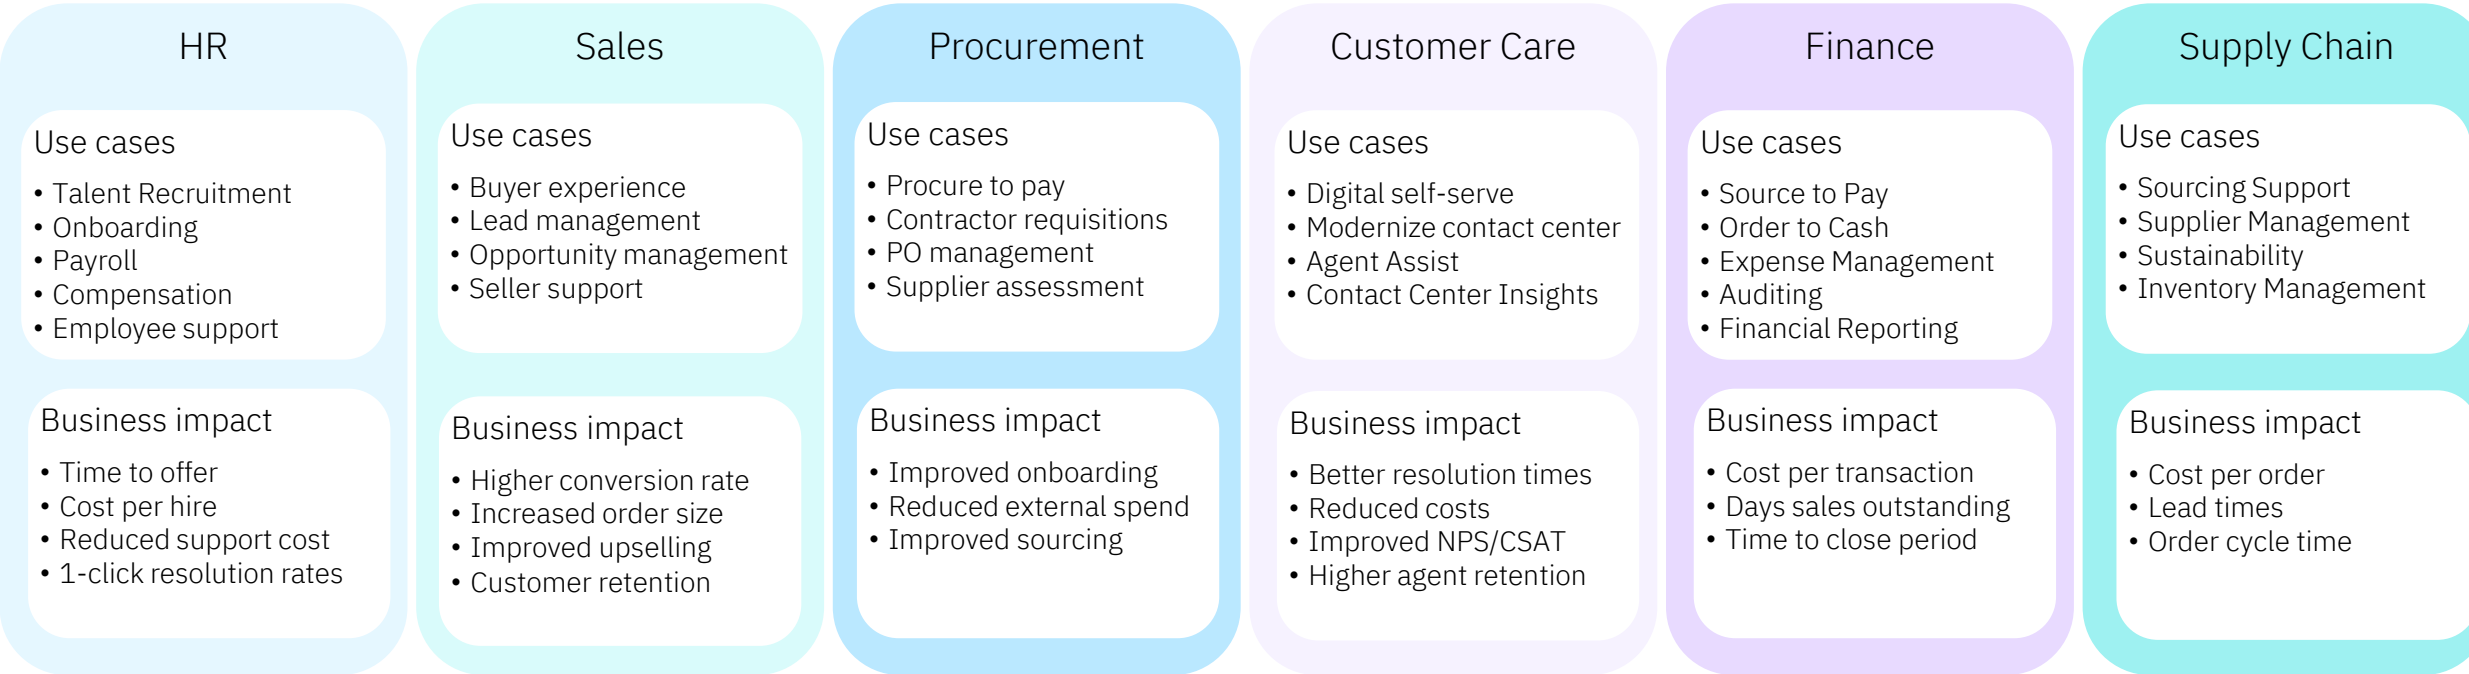 HR
Use cases
• Talent Recruitment
• Onboarding
• Payroll
• Compensation
• Employee support
Business impact
• Time to offer
• Cost per hire
• Reduced support cost
• 1-click resolution rates
Sales
Use cases
• Buyer experience
• Lead management
• Opportunity management
• Seller support
Business impact
• Higher conversion rate
• Increased order size
• Improved upselling
• Customer retention
Procurement
Use cases
• Procure to pay
• Contractor requisitions
• PO management
• Supplier assessment
Business impact
• Improved onboarding
• Reduced external spend
• Improved sourcing
Customer Care
Use cases
• Digital self-serve
• Modernize contact center
• Agent Assist
• Contact Center Insights
Business impact
• Better resolution times
• Reduced costs
• Improved NPS/CSAT
• Higher agent retention
Finance
Use cases
• Source to Pay
• Order to Cash
• Expense Management
• Auditing
• Financial Reporting
Business impact
• Cost per transaction
• Days sales outstanding
• Time to close period
Supply Chain
Use cases
• Sourcing Support
• Supplier Management
• Sustainability
• Inventory Management
Business impact
• Cost per order
• Lead times
• Order cycle time